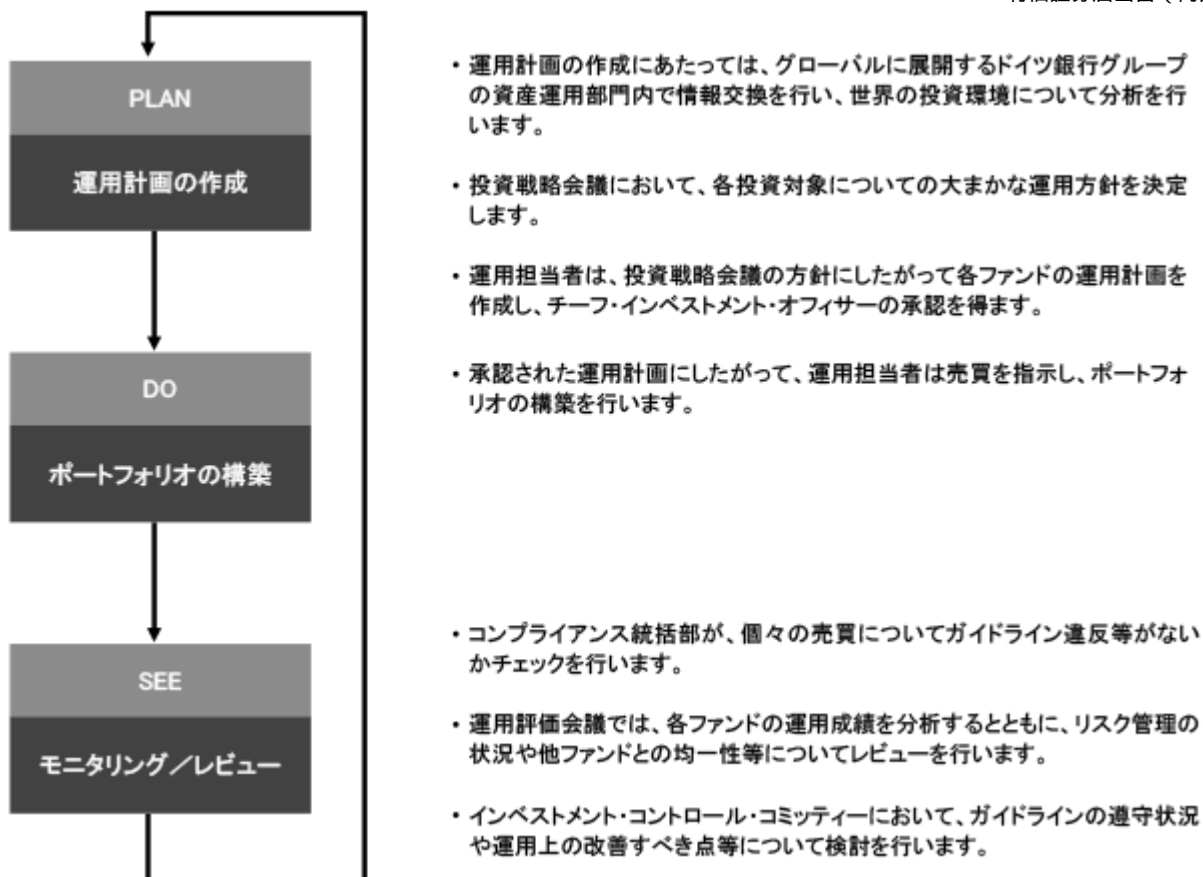 PLAN
運用計画の作成
・運用計画の作成にあたっては、グローバルに展開するドイツ銀行グループ
の資産運用部門内で情報交換を行い、世界の投資環境について分析を行
います。
・投資戦略会議において、各投資対象についての大まかな運用方針を決定
します。
・運用担当者は、投資戦略会議の方針にしたがって各ファンドの運用計画を
作成し、チーフ・インベストメント・オフィサーの承認を得ます。
DO
ポートフォリオの構築
・承認された運用計画にしたがって、運用担当者は売買を指示し、ポートフォ
リオの構築を行います。
SEE
モニタリング／レビュー
・コンプライアンス統括部が、個々の売買についてガイドライン違反等がない
かチェックを行います。
・運用評価会議では、各ファンドの運用成績を分析するとともに、リスク管理の
状況や他ファンドとの均一性等についてレビューを行います。
・インベストメント・コントロール・コミッティーにおいて、ガイドラインの遵守状況
や運用上の改善すべき点等について検討を行います。